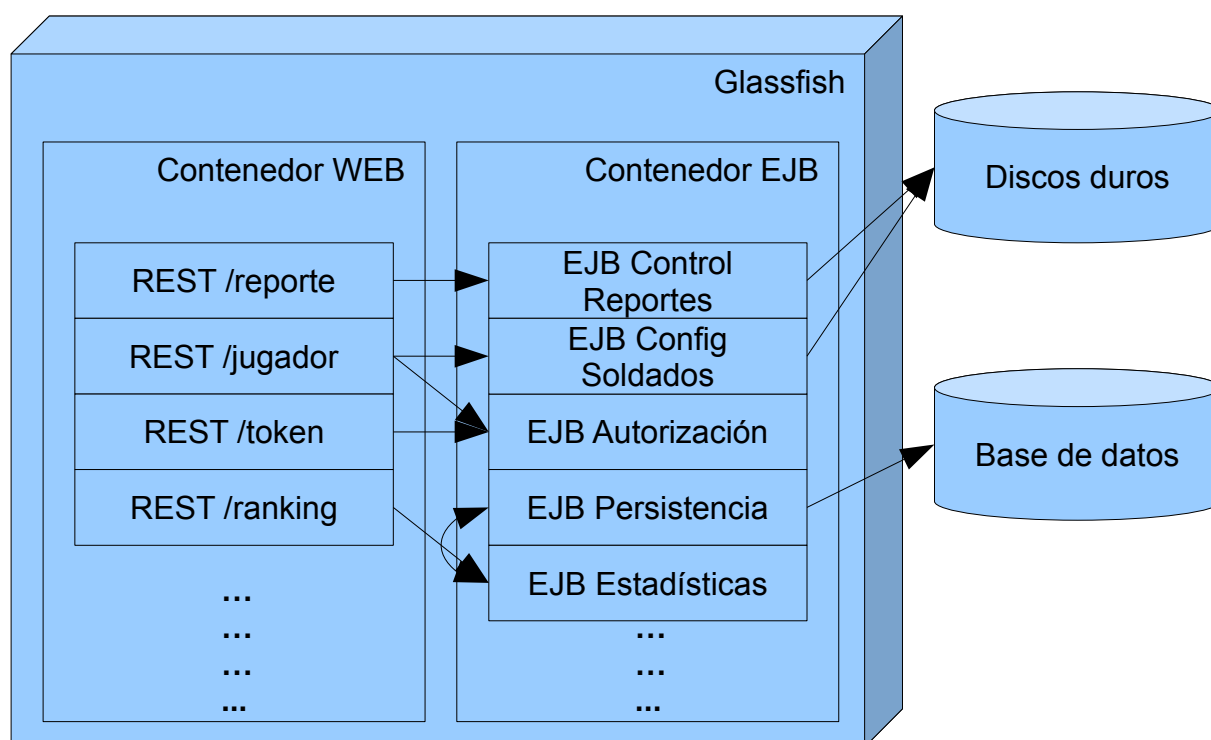 Glassfish
Contenedor WEB
REST /reporte
REST /jugador
REST /token
REST /ranking
...
...
...
...
Contenedor EJB
EJB Control
Reportes
EJB Config
Soldados
EJB Autorización
EJB Persistencia
EJB Estadísticas
...
...
...
Discos duros
Base de datos